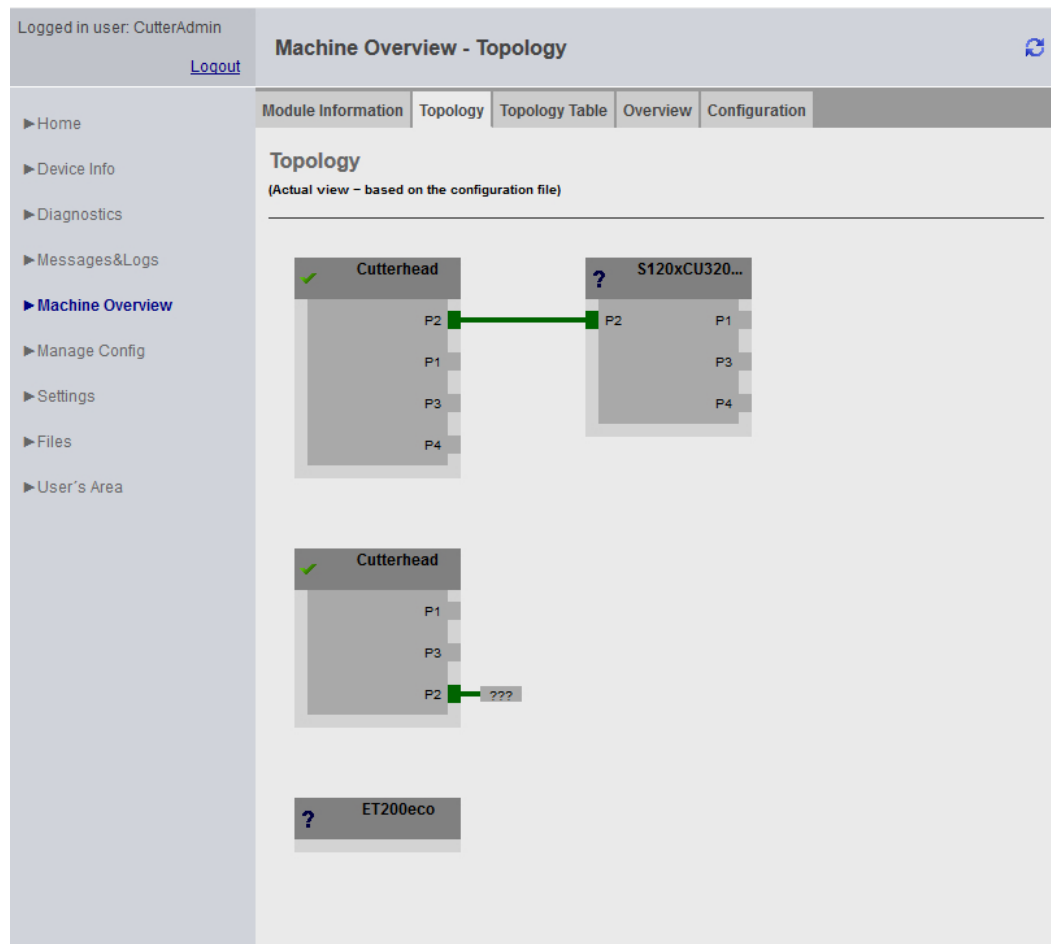 Logged in user: CutterAdmin
Logout
Machine Overview - Topology
►Home
►Device Info
►Diagnostics
►Messages&Logs
►Machine Overview
►Manage Config
►Settings
►Files
►User´s Area
Module Information
Topology
Topology Table
Overview
Configuration
Topology
(Actual view – based on the configuration file)
Cutterhead
P2
P1
P3
P4
? S120xCU320...
P2
P1
P3
P4
Cutterhead
P1
P3
P2
???
? ET200eco